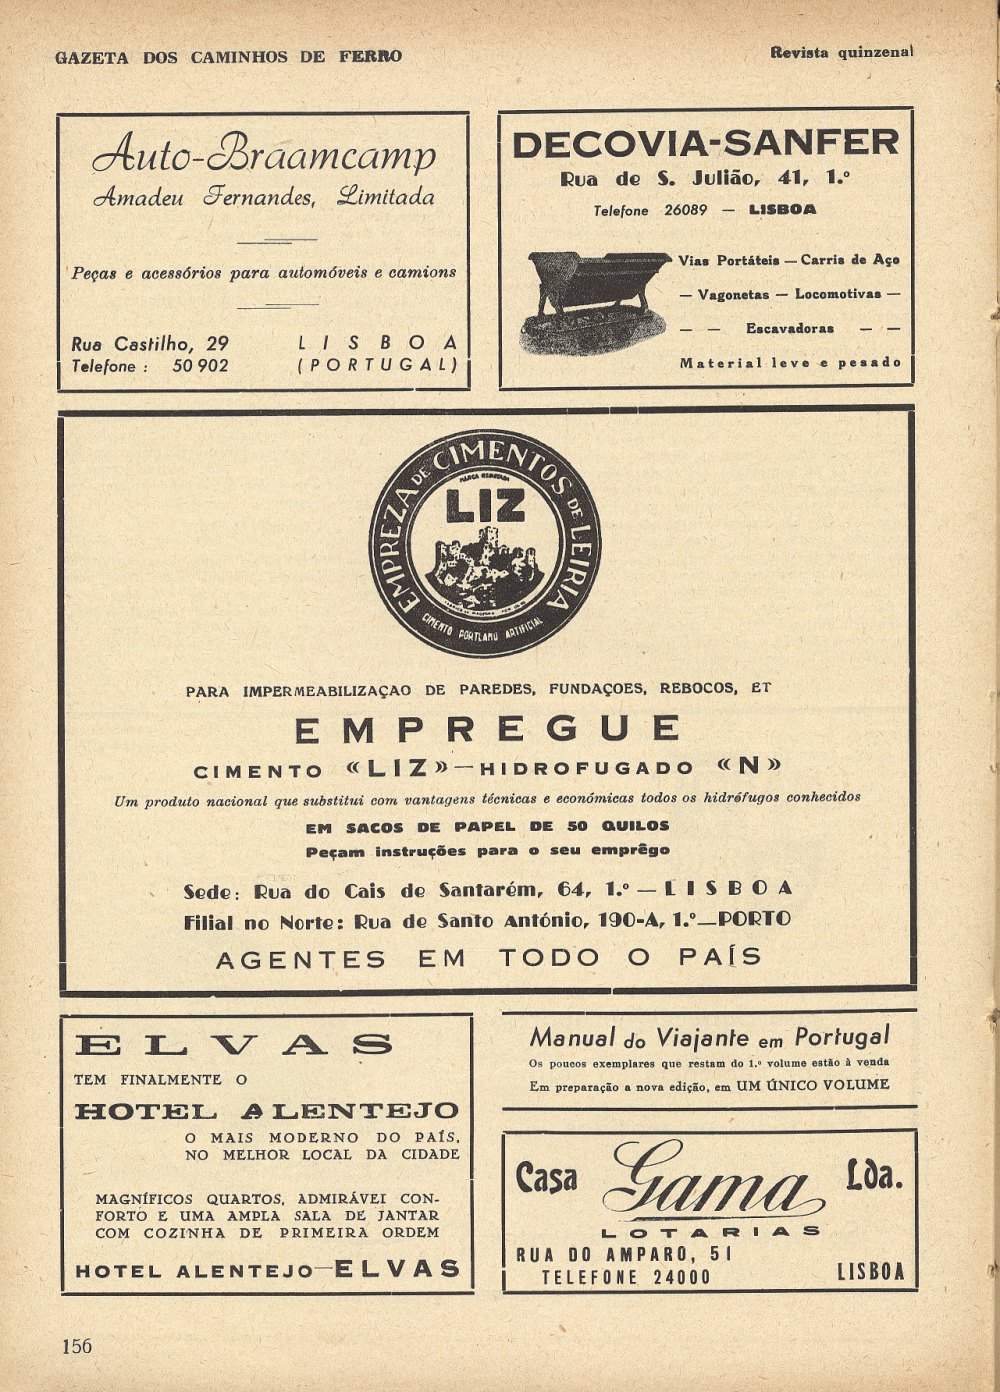 GAZETA DOS CAMINHOS DE FERRO
Revista quinzenal
Auto-Braamcamp
Amadeu Fernandes, Limitada
Peças e acessórios para automóveis e camions
Rua Castilho, 29 LISBOA
Telefone : 50 902 (PORTUGAL)
DECOVIA-SANFER
Rua de S. Julião, 41, 1.º
Telefone 26089 — LISBOA
Vias Portáteis — Carris de Aço
— Vagonetas — Locomotivas —
— — Escavadoras — —
Material leve e pesado
EMPREZA DE CIMENTOS DE LEIRIA
MARCA REGISTADA
LIZ
CIMENTO PORTLAND ARTIFICIAL
PARA IMPERMEABILIZAÇAO DE PAREDES, FUNDAÇOES, REBOCOS, ET
EMPREGUE
CIMENTO «LIZ» — HIDROFUGADO «N»
Um produto nacional que substitui com vantagens técnicas e económicas todos os hidrófugos conhecidos
EM SACOS DE PAPEL DE 50 QUILOS
Peçam instruções para o seu emprêgo
Sede: Rua do Cais de Santarém, 64, 1.º — LISBOA
Filial no Norte: Rua de Santo António, 190-A, 1.º—PORTO
AGENTES EM TODO O PAÍS
ELVAS
TEM FINALMENTE O
HOTEL ALENTEJO
O MAIS MODERNO DO PAÍS,
NO MELHOR LOCAL DA CIDADE
MAGNÍFICOS QUARTOS, ADMIRÁVEI CON-
FORTO E UMA AMPLA SALA DE JANTAR
COM COZINHA DE PRIMEIRA ORDEM
HOTEL ALENTEJO—ELVAS
Manual do Viajante em Portugal
Os poucos exemplares que restam do 1.º volume estão à venda
Em preparação a nova edição, em UM ÚNICO VOLUME
Casa Gama Lda.
LOTARIAS
RUA DO AMPARO, 51
TELEFONE 24000 LISBOA
156